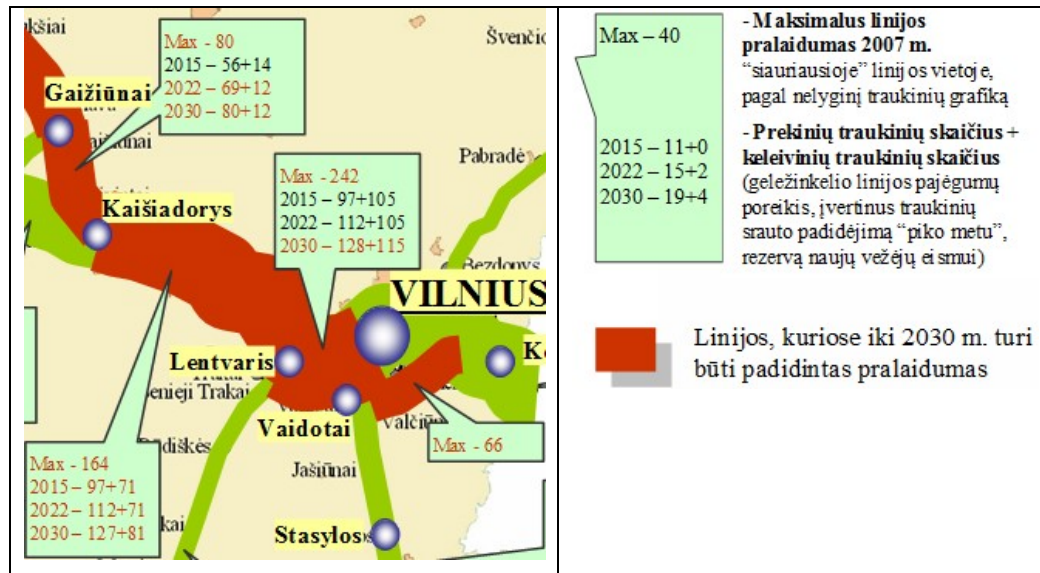 kšiai
Max - 80
2015 – 56+14
2022 – 69+12
2030 – 80+12
Gaižiūnai
Švenčio
Pabradė
Max - 242
2015 – 97+105
2022 – 112+105
2030 – 128+115
Kaišiadorys
Bezdonys
VILNIUS
Lentvaris
enieji Trakai
Vaidotai
Valčiūn
Max - 66
Max - 164
2015 – 97+71
2022 – 112+71
2030 – 127+81
Jašiūnai
kai
Stasylos
Max – 40
2015 – 11+0
2022 – 15+2
2030 – 19+4
- Maksimalus linijos
pralaidumas 2007 m.
“siauriausioje” linijos vietoje,
pagal nelyginį traukinių grafiką
- Prekinių traukinių skaičius +
keleivinių traukinių skaičius
(geležinkelio linijos pajėgumų
poreikis, įvertinus traukinių
srauto padidėjimą “piko metu”,
rezervą naujų vežėjų eismui)
Linijos, kuriose iki 2030 m. turi
būti padidintas pralaidumas